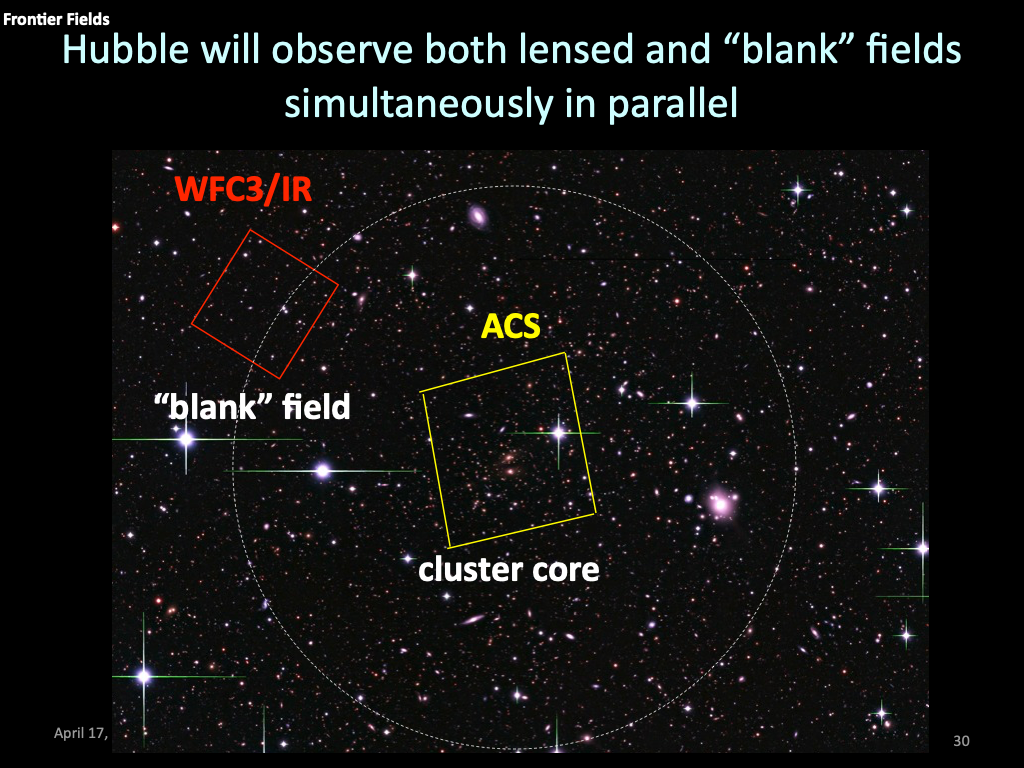 Frontier Fields
Hubble will observe both lensed and “blank” fields
simultaneously in parallel
WFC3/IR
ACS
“blank” field
cluster core
April 17,
30